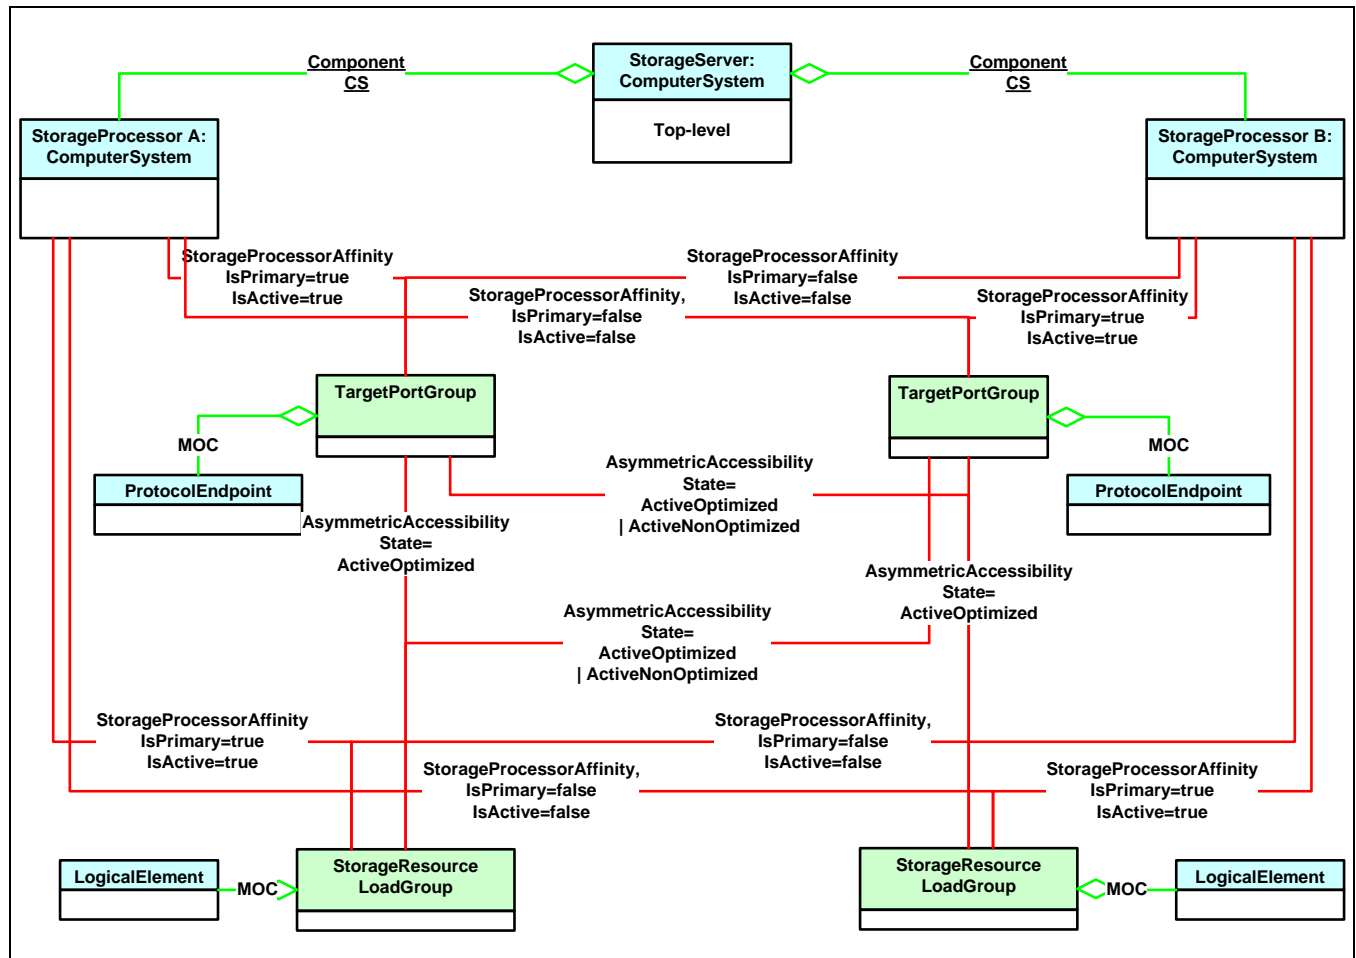 Component
CS
StorageServer:
ComputerSystem
Top-level
Component
CS
StorageProcessor A:
ComputerSystem
StorageProcessor B:
ComputerSystem
StorageProcessorAffinity
IsPrimary=true
IsActive=true
StorageProcessorAffinity
IsPrimary=false
IsActive=false
StorageProcessorAffinity,
IsPrimary=false
IsActive=false
StorageProcessorAffinity
IsPrimary=true
IsActive=true
TargetPortGroup
TargetPortGroup
MOC
MOC
ProtocolEndpoint
ProtocolEndpoint
AsymmetricAccessibility
State=
ActiveOptimized
| ActiveNonOptimized
AsymmetricAccessibility
State=
ActiveOptimized
AsymmetricAccessibility
State=
ActiveOptimized
AsymmetricAccessibility
State=
ActiveOptimized
| ActiveNonOptimized
StorageProcessorAffinity
IsPrimary=true
IsActive=true
StorageProcessorAffinity,
IsPrimary=false
IsActive=false
StorageProcessorAffinity,
IsPrimary=false
IsActive=false
StorageProcessorAffinity
IsPrimary=true
IsActive=true
LogicalElement
MOC
StorageResource
LoadGroup
StorageResource
LoadGroup
MOC
LogicalElement